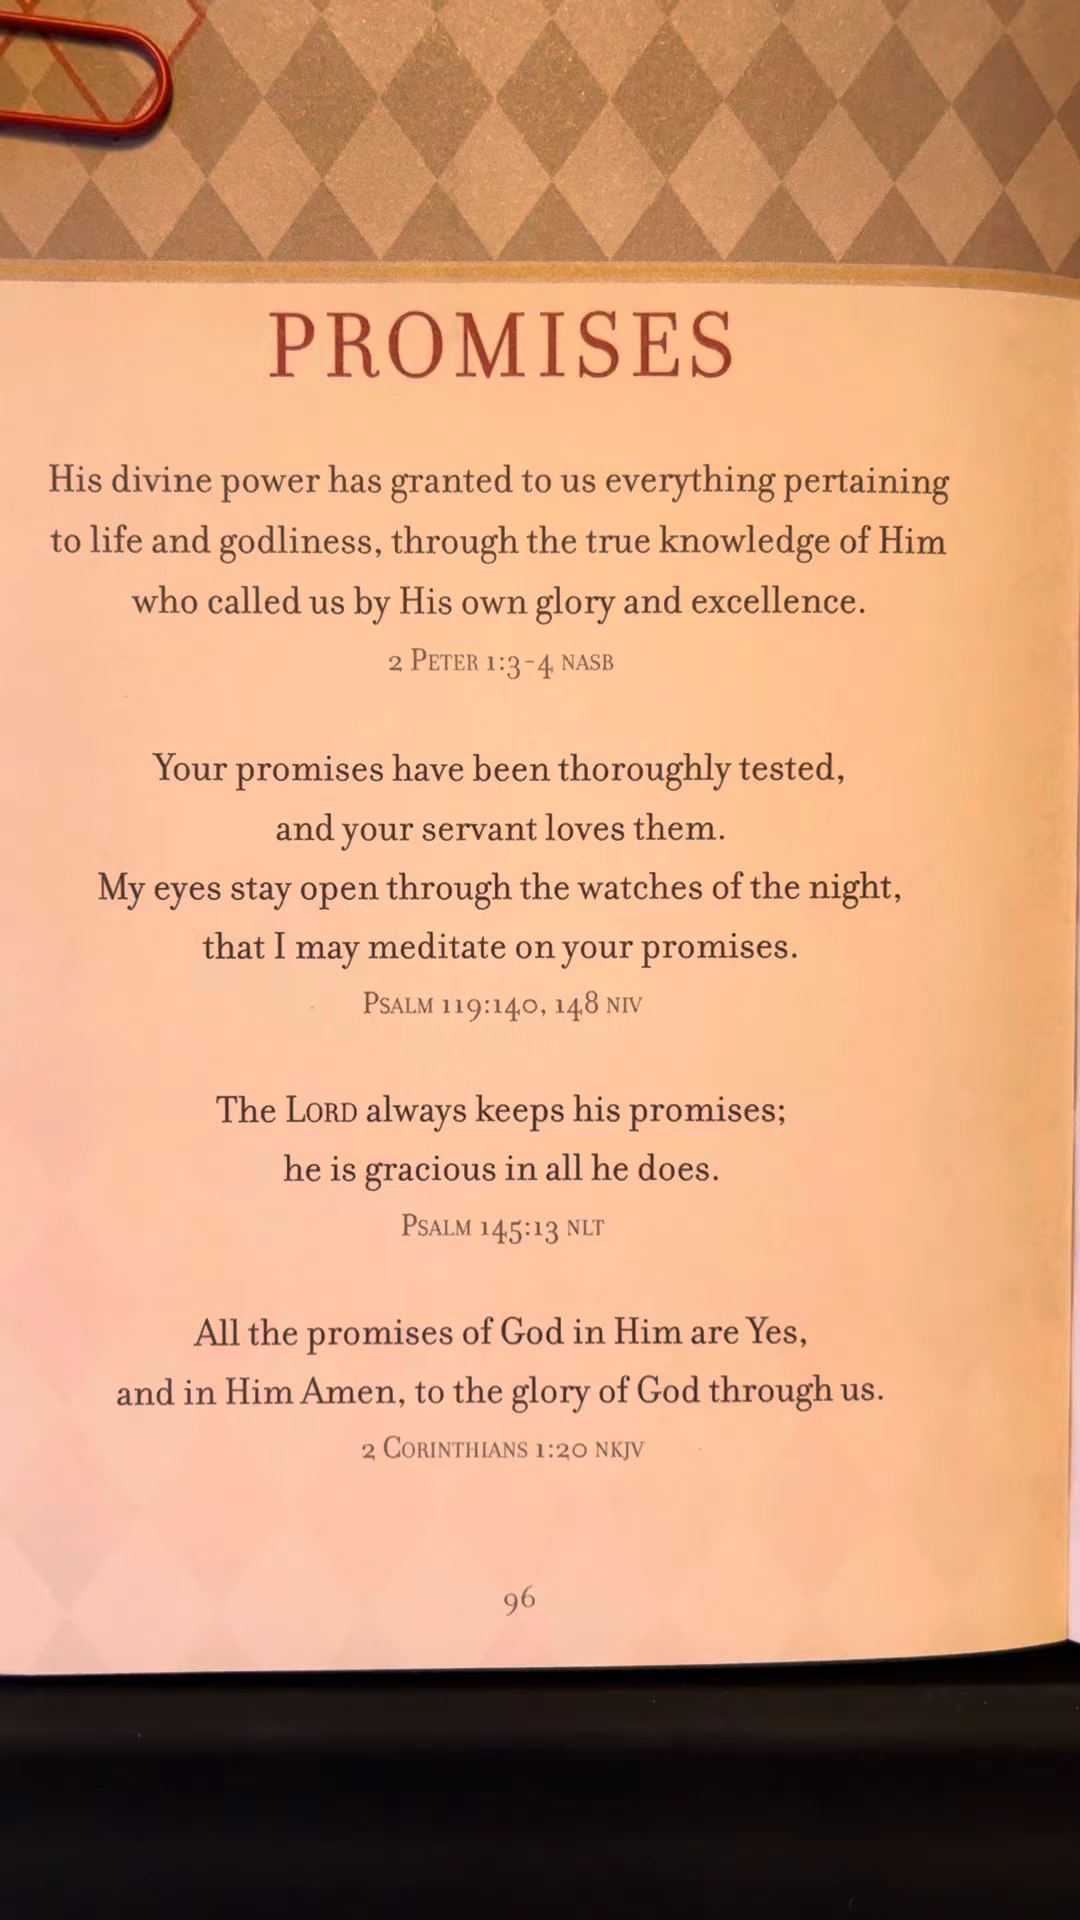 PROMISES
His divine power has granted to us everything pertaining
to life and godliness, through the true knowledge of Him
who called us by His own glory and excellence.
2 PETER 1:3-4 NASB
Your promises have been thoroughly tested,
and your servant loves them.
My eyes stay open through the watches of the night,
that I may meditate on your promises.
PSALM 119:140, 148 NIV
The LORD always keeps his promises;
he is gracious in all he does.
PSALM 145:13 NLT
All the promises of God in Him are Yes,
and in Him Amen, to the glory of God through us.
2 CORINTHIANS 1:20 NKJV
96